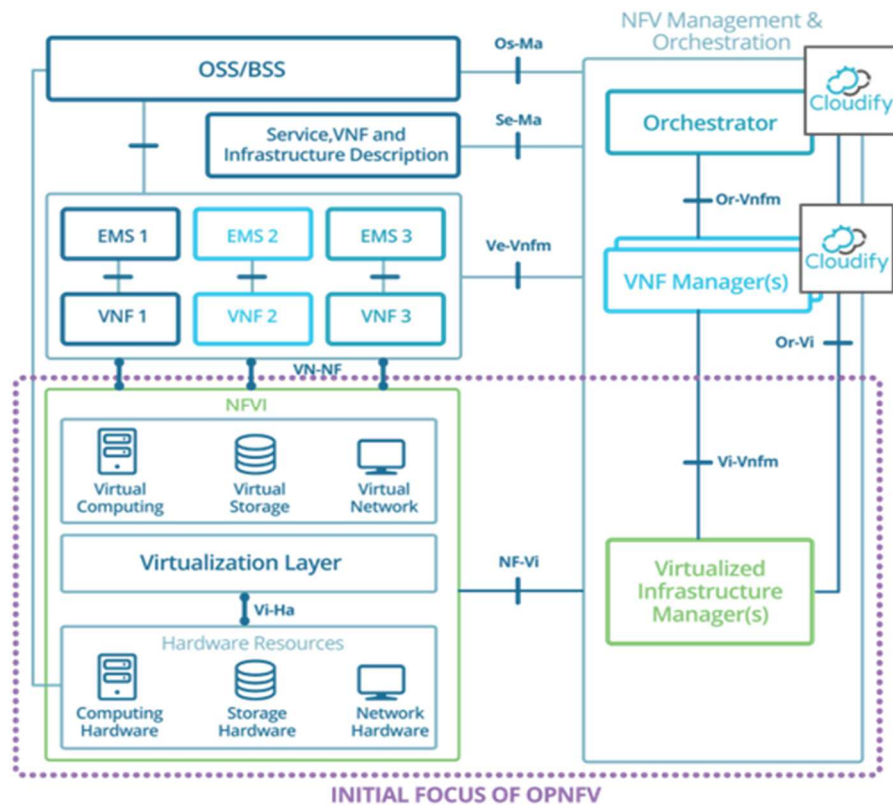 NFV Management &
Orchestration
Os-Ma
OSS/BSS
Cloudify
Service,VNF and
Infrastructure Description
Se-Ma
Orchestrator
Or-Vnfm
EMS 1
EMS 2
EMS 3
Ve-Vnfm
Cloudify
VNF Manager(s)
VNF 1
VNF 2
VNF 3
Or-Vi
VN-NF
NFVI
Virtual
Computing
Virtual
Storage
Virtual
Network
Vi-Vnfm
Virtualization Layer
NF-Vi
Virtualized
Infrastructure
Manager(s)
Vi-Ha
Hardware Resources
Computing
Hardware
Storage
Hardware
Network
Hardware
INITIAL FOCUS OF OPNFV